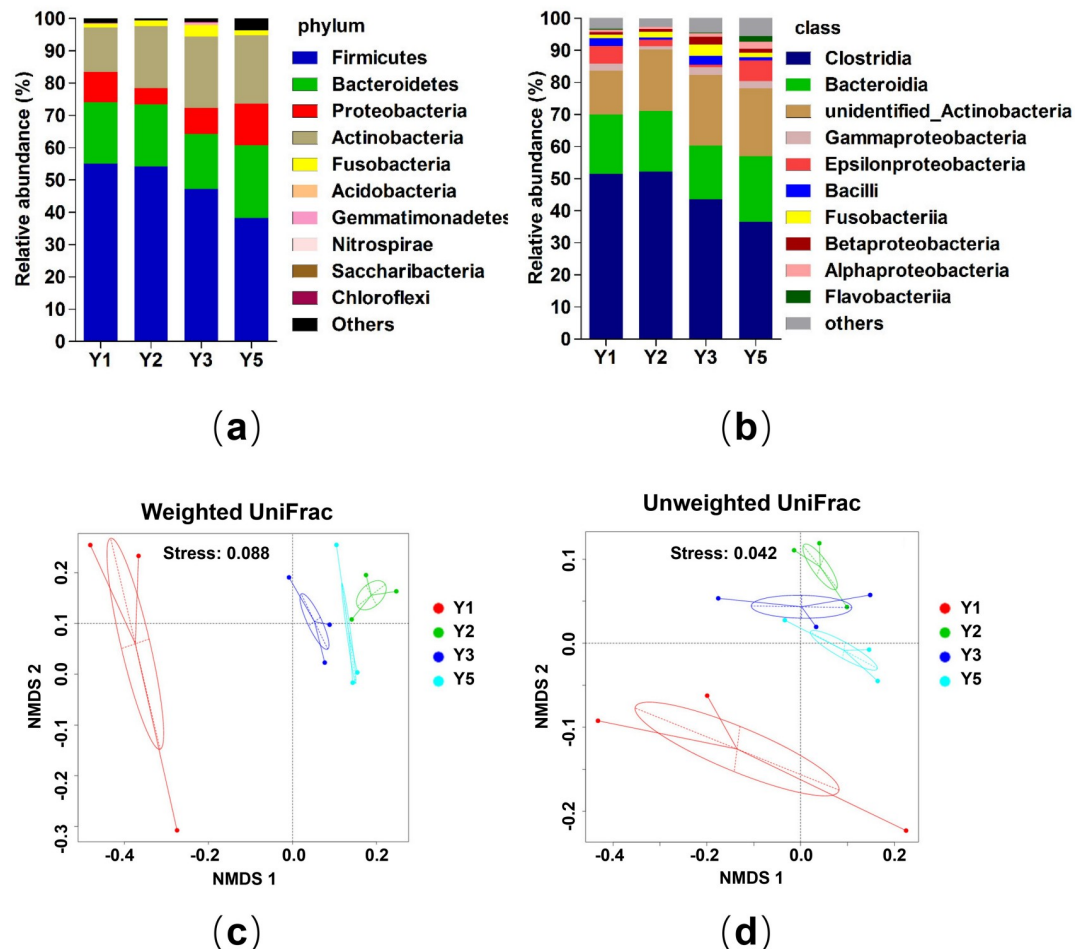 phylum
Firmicutes
Bacteroidetes
Proteobacteria
Actinobacteria
Fusobacteria
Acidobacteria
Gemmatimonadetes
Nitrospirae
Saccharibacteria
Chloroflexi
Others
Relative abundance (%)
100
90
80
70
60
50
40
30
20
10
0
Y1 Y2 Y3 Y5
(a)
class
Clostridia
Bacteroidia
unidentified_Actinobacteria
Gammaproteobacteria
Epsilonproteobacteria
Bacilli
Fusobacteriia
Betaproteobacteria
Alphaproteobacteria
Flavobacteriia
others
Relative abundance (%)
100
90
80
70
60
50
40
30
20
10
0
Y1 Y2 Y3 Y5
(b)
Weighted UniFrac
Stress: 0.088
NMDS 2
0.2
0.1
0.0
-0.1
-0.2
-0.3
-0.4 -0.2 0.0 0.2
NMDS 1
Y1
Y2
Y3
Y5
(c)
Unweighted UniFrac
Stress: 0.042
NMDS 2
0.1
0.0
-0.1
-0.2
-0.4 -0.2 0.0 0.2
NMDS 1
Y1
Y2
Y3
Y5
(d)